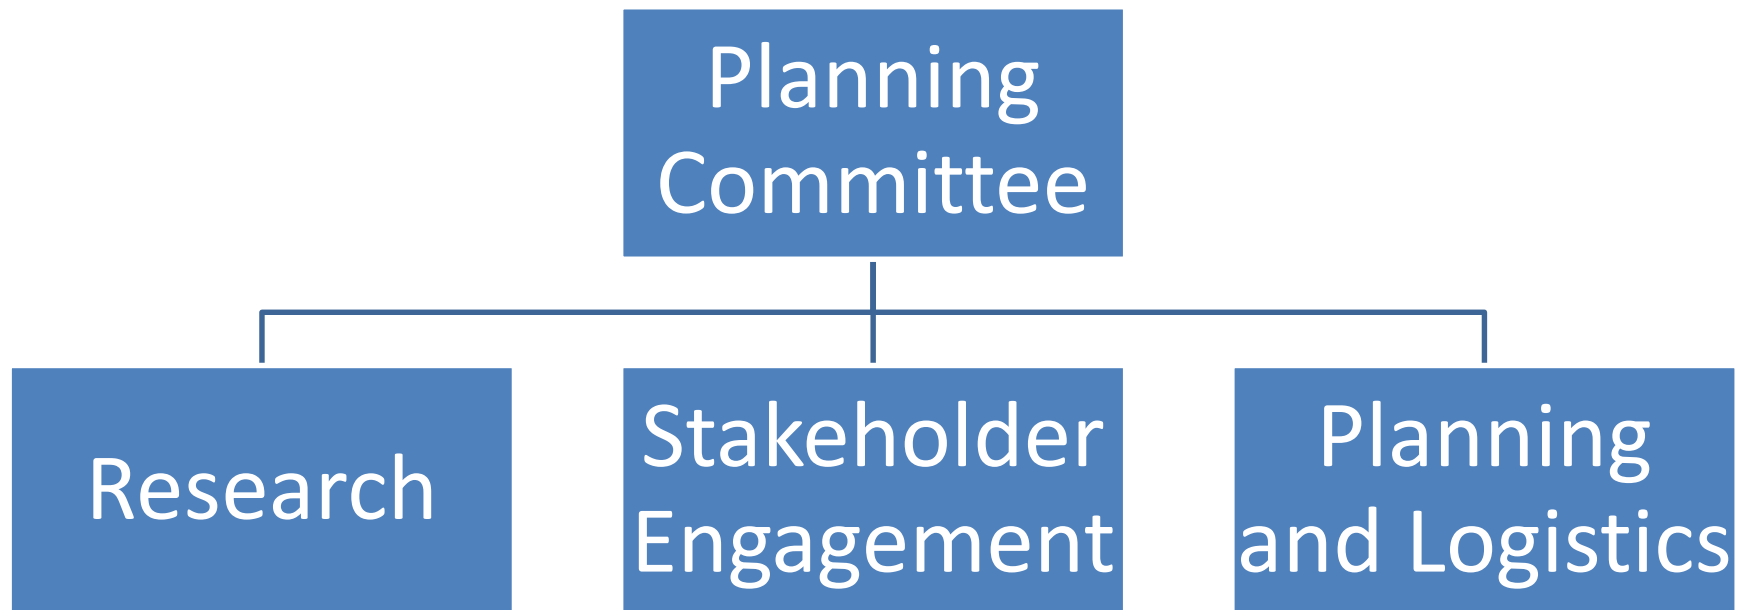 Planning
Committee
Research
Stakeholder
Engagement
Planning
and Logistics